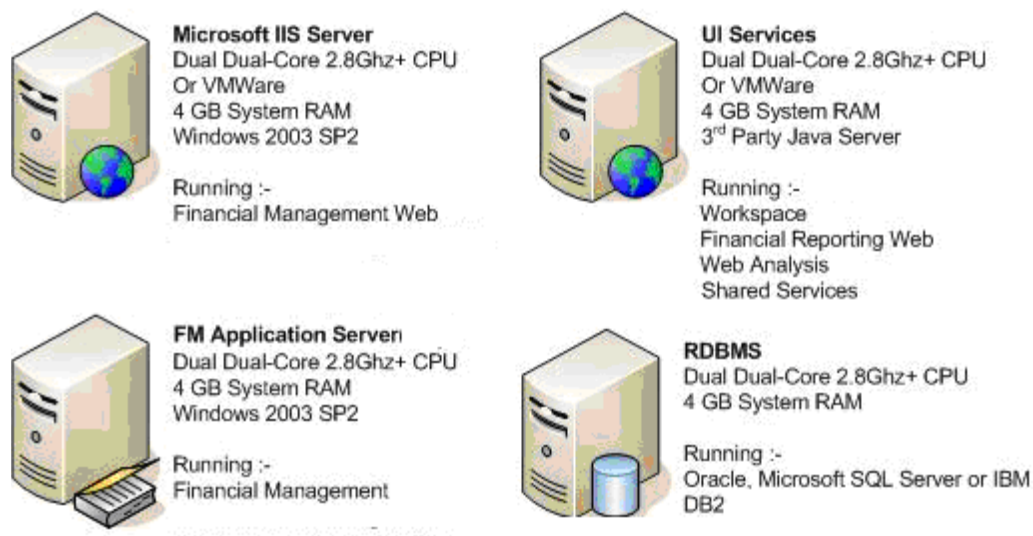 Microsoft IIS Server
Dual Dual-Core 2.8Ghz+ CPU
Or VMWare
4 GB System RAM
Windows 2003 SP2
Running :-
Financial Management Web
UI Services
Dual Dual-Core 2.8Ghz+ CPU
Or VMWare
4 GB System RAM
3rd Party Java Server
Running :-
Workspace
Financial Reporting Web
Web Analysis
Shared Services
FM Application Server
Dual Dual-Core 2.8Ghz+ CPU
4 GB System RAM
Windows 2003 SP2
Running :-
Financial Management
RDBMS
Dual Dual-Core 2.8Ghz+ CPU
4 GB System RAM
Running :-
Oracle, Microsoft SQL Server or IBM
DB2